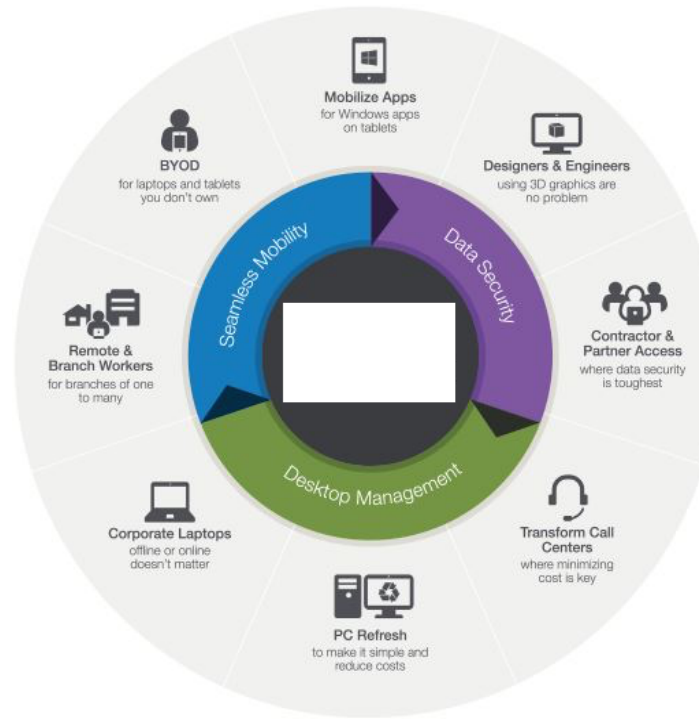 Mobilize Apps
for Windows apps
on tablets
Designers & Engineers
using 3D graphics are
no problem
Contractor &
Partner Access
where data security
is toughest
Transform Call
Centers
where minimizing
cost is key
PC Refresh
to make it simple and
reduce costs
Corporate Laptops
offline or online
doesn't matter
Remote &
Branch Workers
for branches of one
to many
BYOD
for laptops and tablets
you don't own
Seamless Mobility
Data Security
Desktop Management